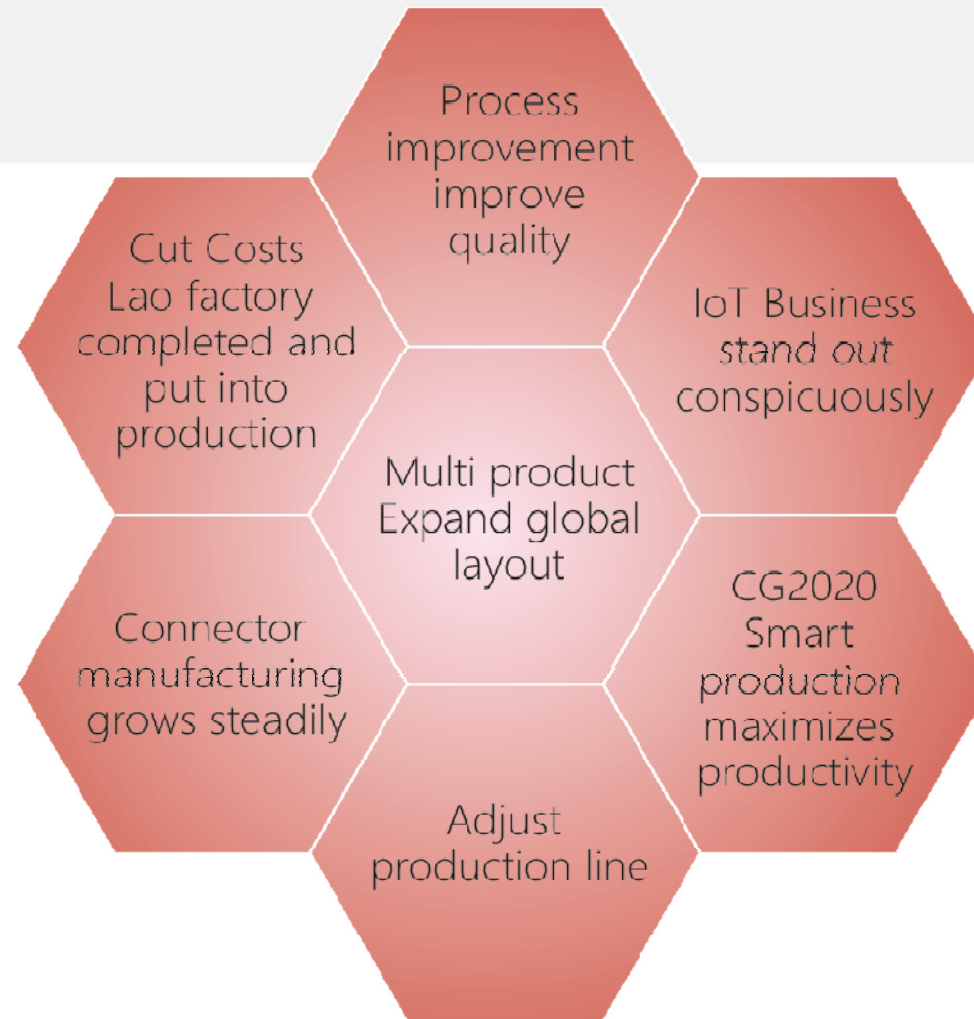 Process
improvement
improve
quality
Cut Costs
Lao factory
completed and
put into
production
IoT Business
stand out
conspicuously
Multi product
Expand global
layout
Connector
manufacturing
grows steadily
CG2020
Smart
production
maximizes
productivity
Adjust
production line